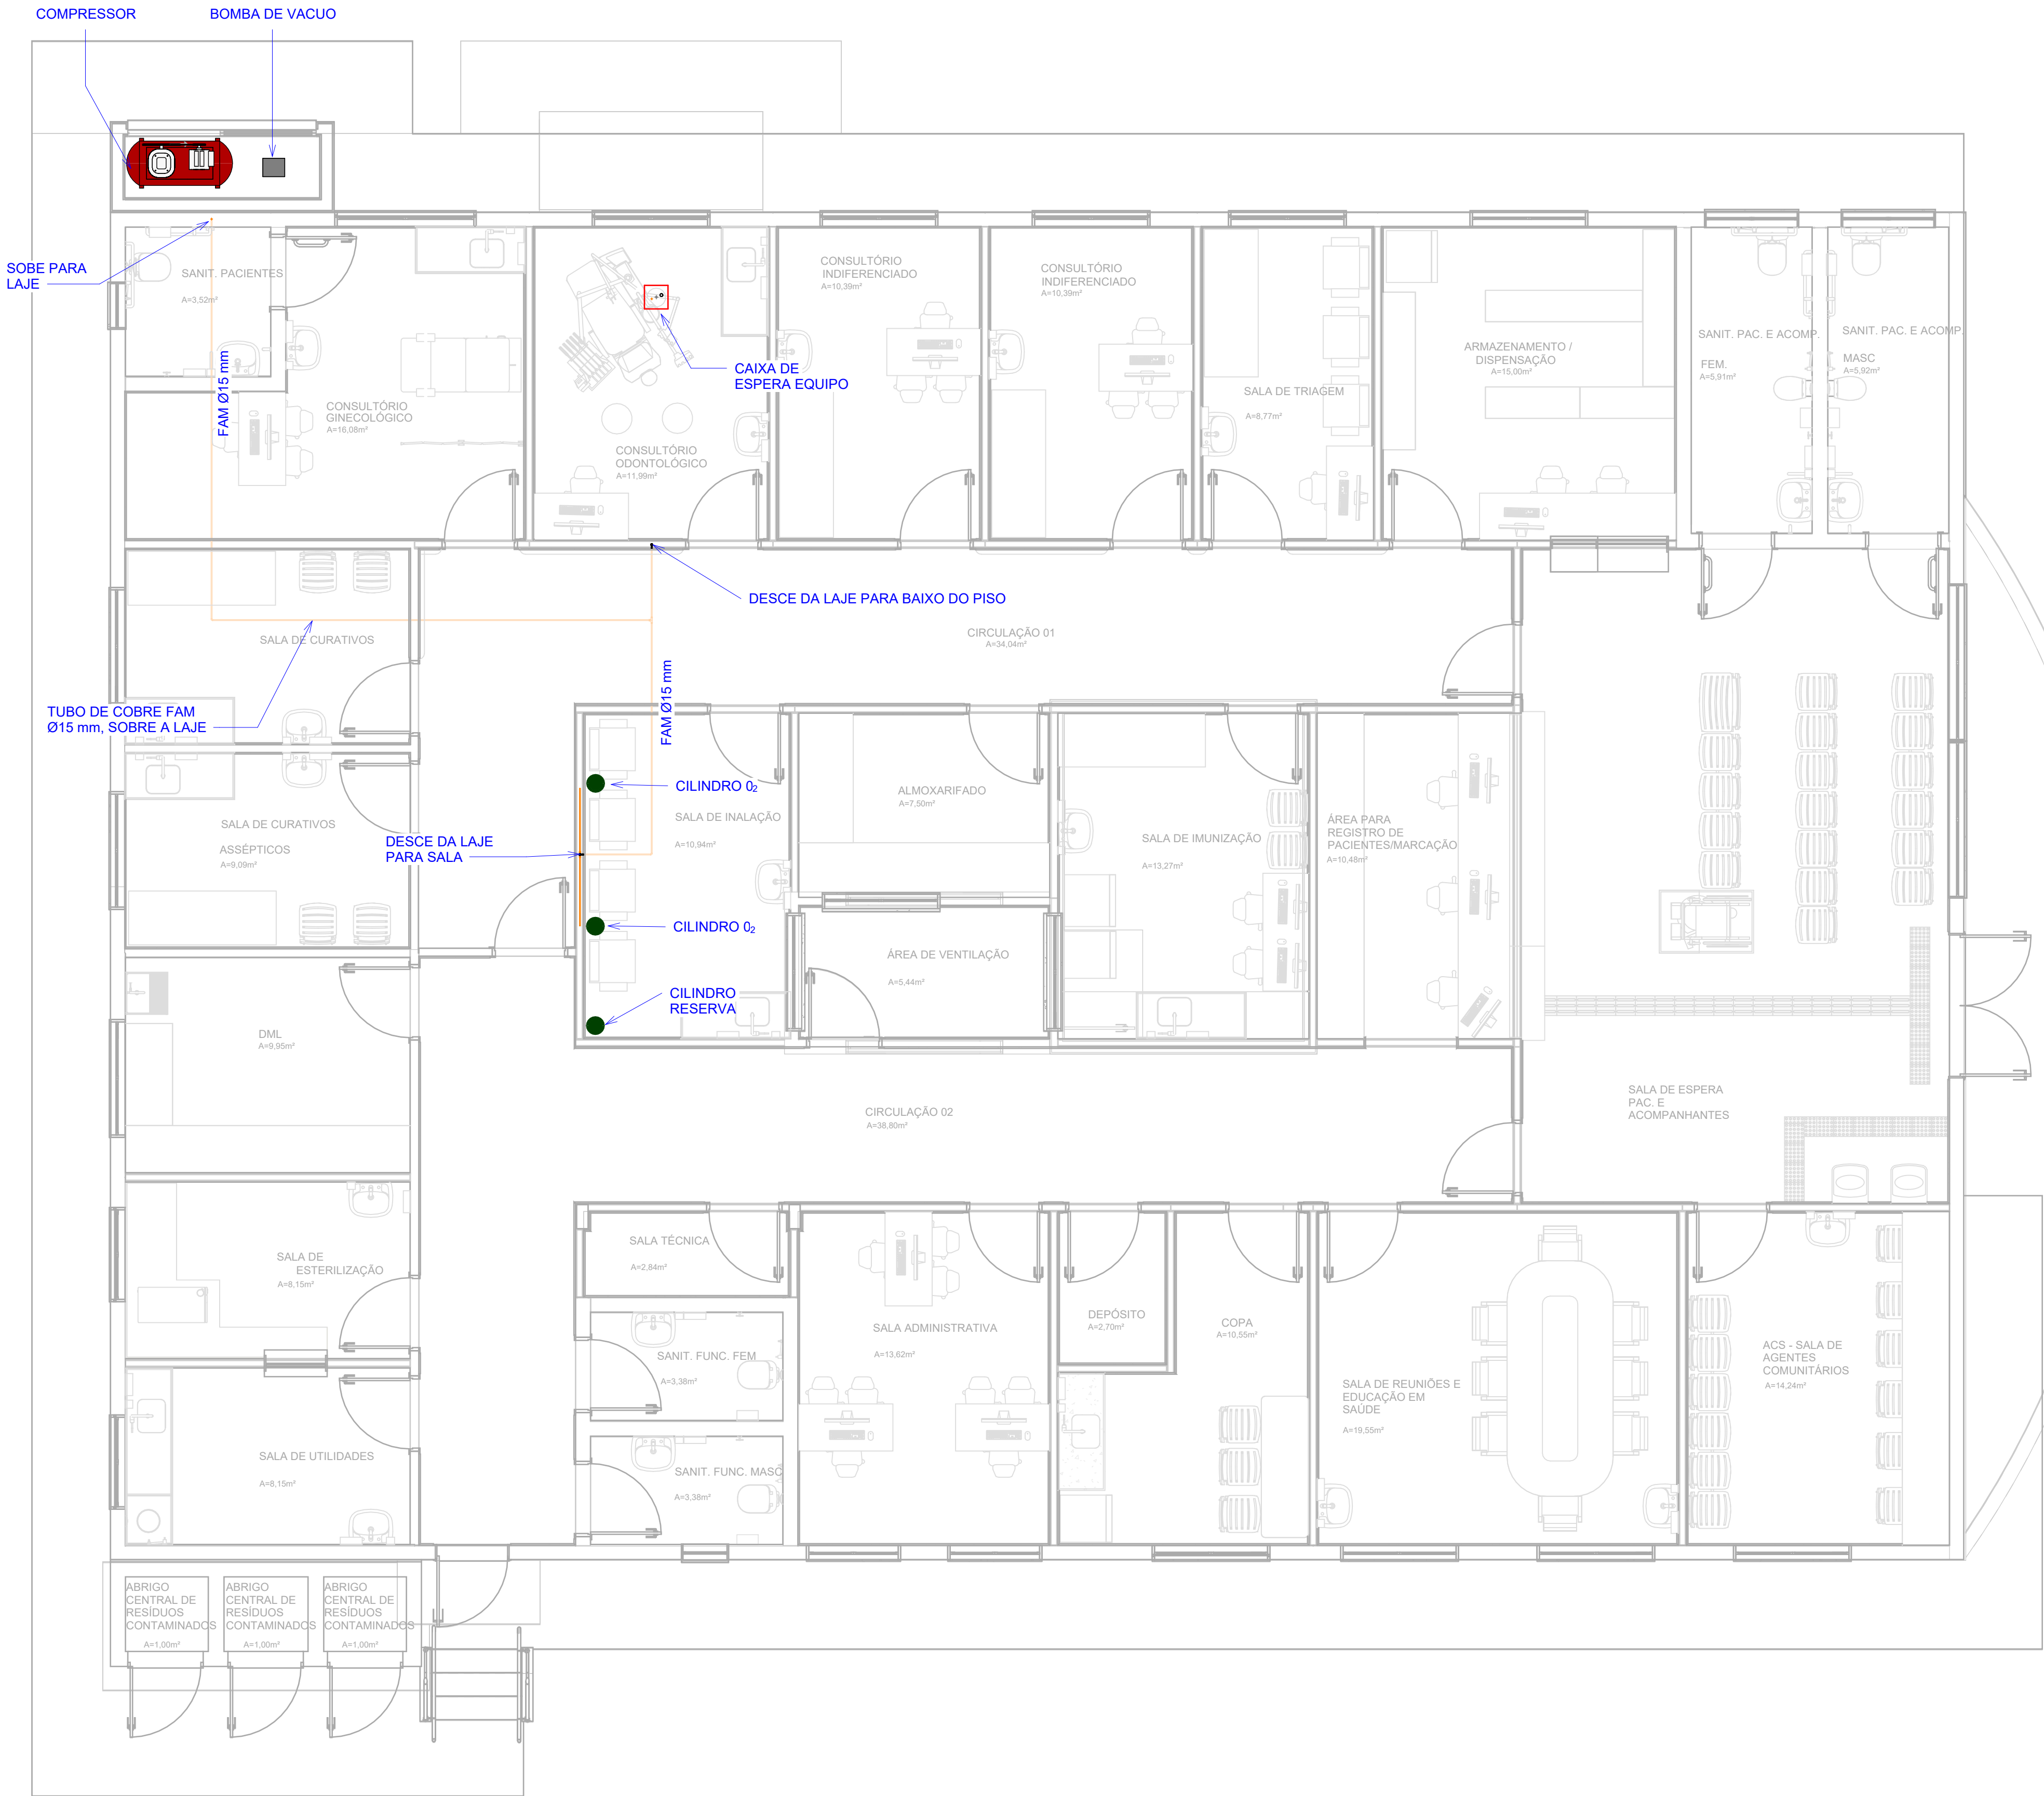 COMPRESSOR
BOMBA DE VACUO
SOBE PARA
LAJE
SANIT. PACIENTES
A=3,52m²
FAM Ø15 mm
CONSULTÓRIO
GINECOLÓGICO
A=16,08m²
CAIXA DE
ESPERA EQUIPO
CONSULTÓRIO
ODONTOLÓGICO
A=11,99m²
CONSULTÓRIO
INDIFERENCIADO
A=10,39m²
CONSULTÓRIO
INDIFERENCIADO
A=10,39m²
SALA DE TRIAGEM
A=8,77m²
ARMAZENAMENTO /
DISPENSAÇÃO
A=15,00m²
SANIT. PAC. E ACOMP.
FEM.
A=5,91m²
SANIT. PAC. E ACOMP.
MASC
A=5,92m²
DESCE DA LAJE PARA BAIXO DO PISO
SALA DE CURATIVOS
CIRCULAÇÃO 01
A=34,04m²
TUBO DE COBRE FAM
Ø15 mm, SOBRE A LAJE
FAM Ø15 mm
CILINDRO 0₂
SALA DE INALAÇÃO
A=10,94m²
ALMOXARIFADO
A=7,50m²
SALA DE CURATIVOS
ASSÉPTICOS
A=9,09m²
DESCE DA LAJE
PARA SALA
SALA DE IMUNIZAÇÃO
A=13,27m²
ÁREA PARA
REGISTRO DE
PACIENTES/MARCAÇÃO
A=10,48m²
CILINDRO 0₂
ÁREA DE VENTILAÇÃO
A=5,44m²
CILINDRO
RESERVA
DML
A=9,95m²
CIRCULAÇÃO 02
A=38,80m²
SALA DE ESPERA
PAC. E
ACOMPANHANTES
SALA DE
ESTERILIZAÇÃO
A=8,15m²
SALA TÉCNICA
A=2,84m²
SANIT. FUNC. FEM
A=3,38m²
SALA ADMINISTRATIVA
A=13,62m²
DEPÓSITO
A=2,70m²
COPA
A=10,55m²
SALA DE REUNIÕES E
EDUCAÇÃO EM
SAÚDE
A=19,55m²
ACS - SALA DE
AGENTES
COMUNITÁRIOS
A=14,24m²
SALA DE UTILIDADES
A=8,15m²
SANIT. FUNC. MASC
A=3,38m²
ABRIGO
CENTRAL DE
RESÍDUOS
CONTAMINADOS
A=1,00m²
ABRIGO
CENTRAL DE
RESÍDUOS
CONTAMINADOS
A=1,00m²
ABRIGO
CENTRAL DE
RESÍDUOS
CONTAMINADOS
A=1,00m²